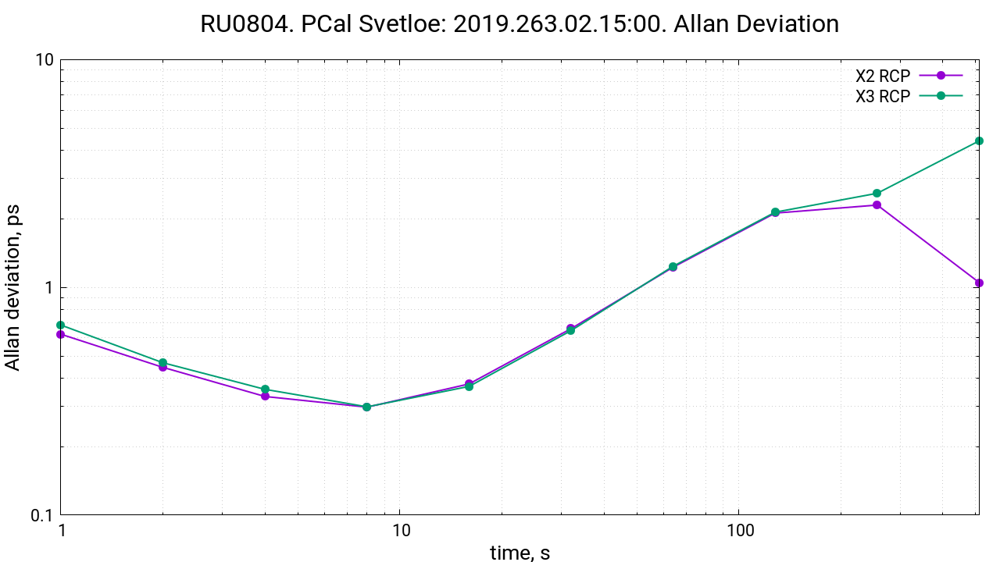 RU0804. PCal Svetloe: 2019.263.02.15:00. Allan Deviation
10
X2 RCP
X3 RCP
Allan deviation, ps
1
0.1
1 10 100
time, s